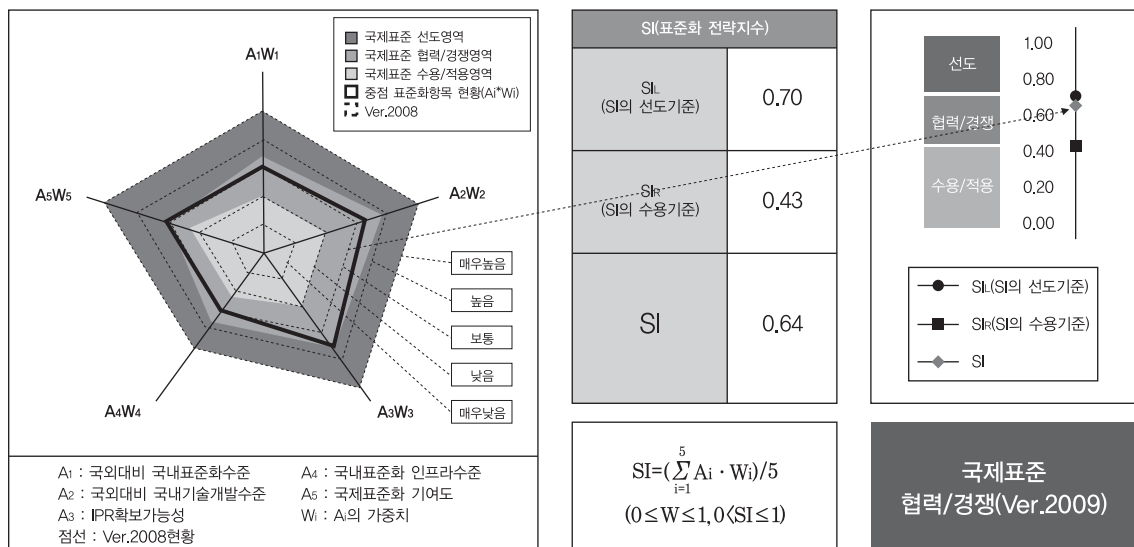 국제표준 선도영역
국제표준 협력/경쟁영역
국제표준 수용/적용영역
중점 표준화항목 현황(Ai*Wi)
Ver.2008
A1W1
A2W2
A3W3
A4W4
A5W5
매우높음
높음
보통
낮음
매우낮음
A1 : 국외대비 국내표준화수준
A2 : 국외대비 국내기술개발수준
A3 : IPR확보가능성
점선 : Ver.2008현황
A4 : 국내표준화 인프라수준
A5 : 국제표준화 기여도
Wi : Ai의 가중치
SI(표준화 전략지수)
SIL
(SI의 선도기준)
0.70
SIR
(SI의 수용기준)
0.43
SI
0.64
SI=(5∑i=1 Ai · Wi)/5
(0≤W≤1, 0<SI≤1)
선도
협력/경쟁
수용/적용
1.00
0.80
0.60
0.40
0.20
0.00
SIL(SI의 선도기준)
SIR(SI의 수용기준)
SI
국제표준
협력/경쟁(Ver.2009)